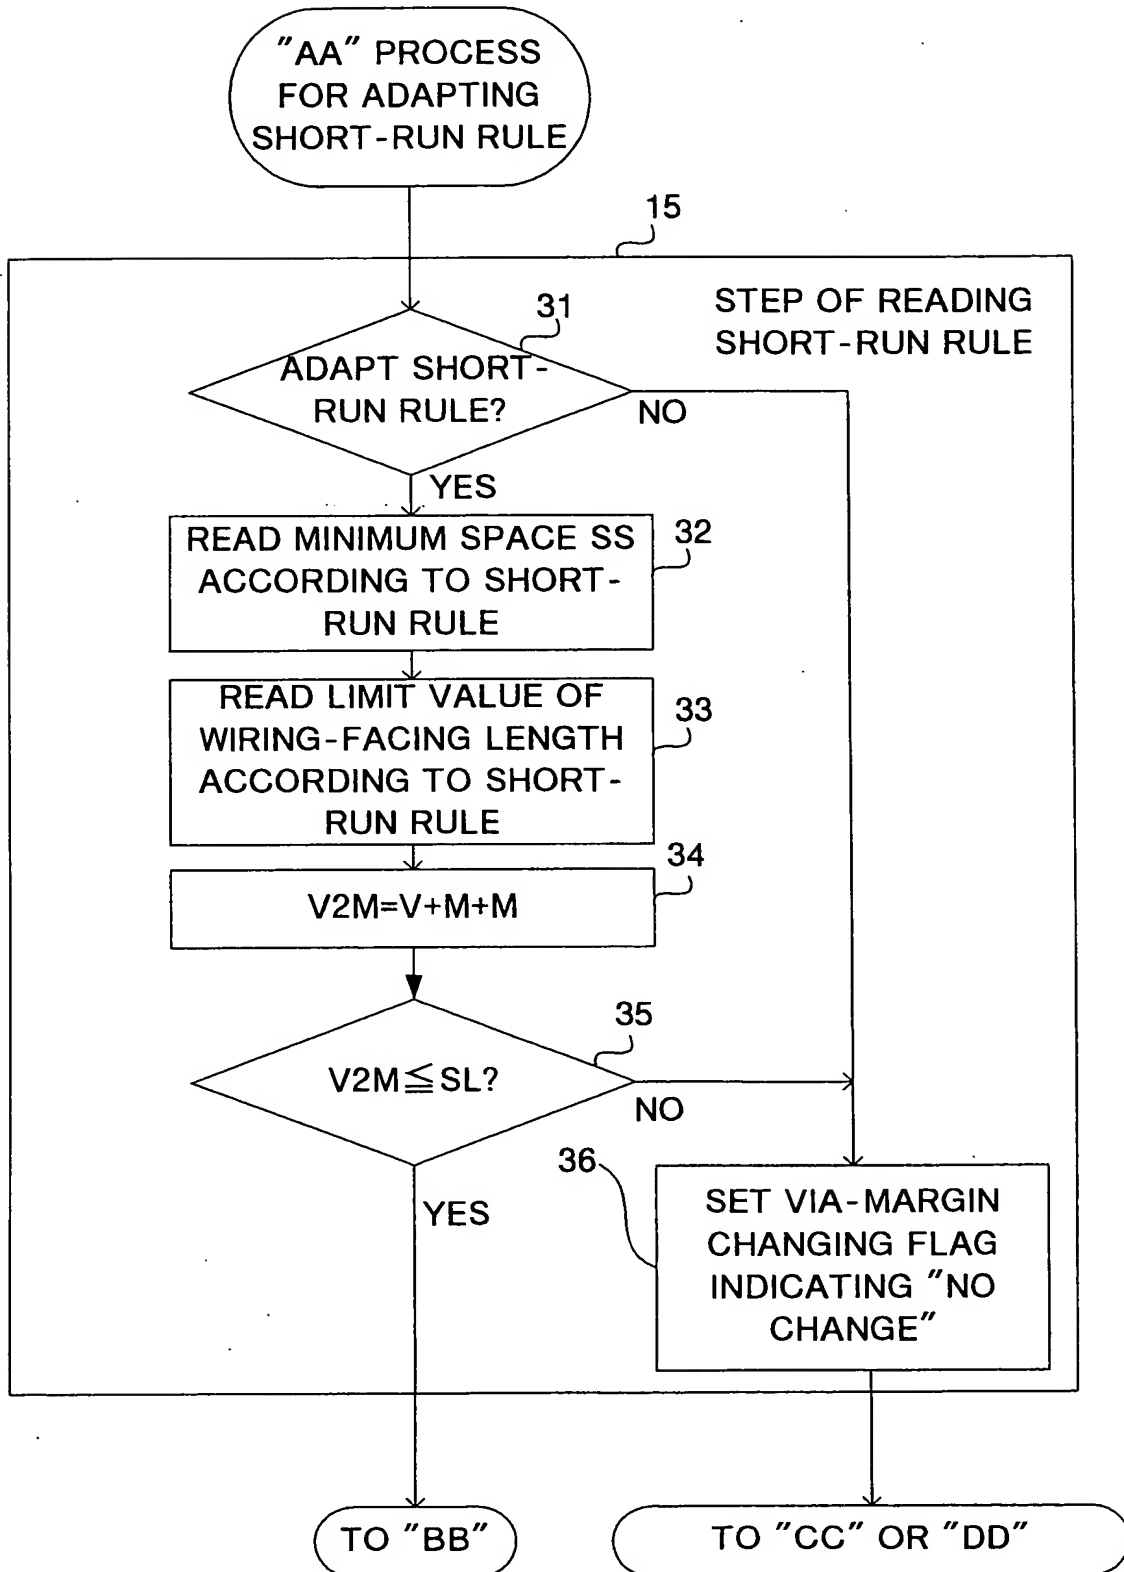 "AA" PROCESS
FOR ADAPTING
SHORT-RUN RULE
15
STEP OF READING
SHORT-RUN RULE
31
ADAPT SHORT-
RUN RULE?
NO
YES
READ MINIMUM SPACE SS
ACCORDING TO SHORT-
RUN RULE
32
READ LIMIT VALUE OF
WIRING-FACING LENGTH
ACCORDING TO SHORT-
RUN RULE
33
34
V2M=V+M+M
35
V2M≦SL?
NO
YES
36
SET VIA-MARGIN
CHANGING FLAG
INDICATING "NO
CHANGE"
TO "BB"
TO "CC" OR "DD"